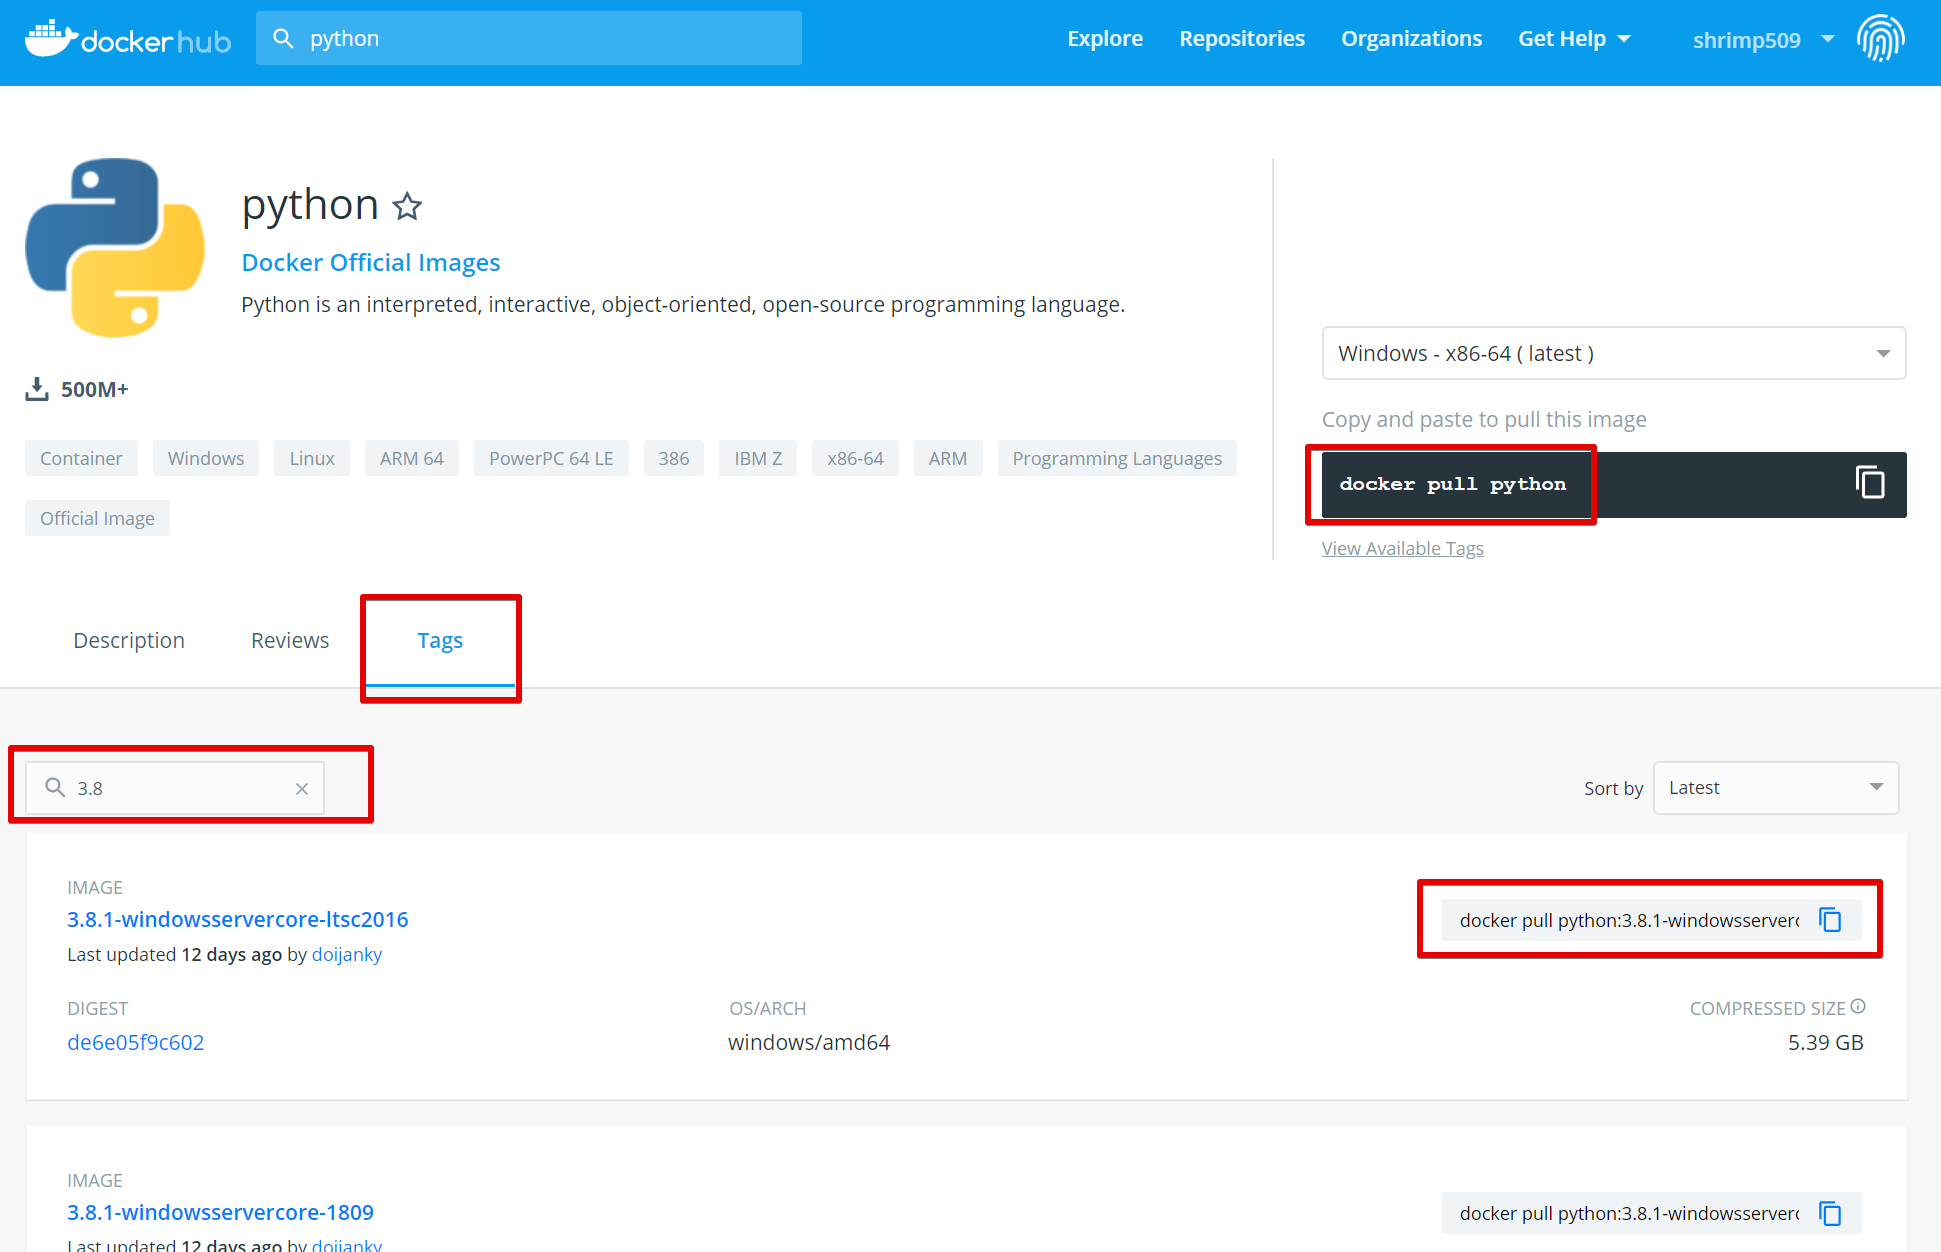 dockerhub
python
Explore
Repositories
Organizations
Get Help
shrimp509
python
Docker Official Images
Python is an interpreted, interactive, object-oriented, open-source programming language.
500M+
Container
Windows
Linux
ARM 64
PowerPC 64 LE
386
IBM Z
x86-64
ARM
Programming Languages
Official Image
Windows - x86-64 ( latest )
Copy and paste to pull this image
docker pull python
View Available Tags
Description
Reviews
Tags
3.8
Sort by
Latest
IMAGE
3.8.1-windowsservercore-ltsc2016
Last updated 12 days ago by doijanky
docker pull python:3.8.1-windowsserverc
DIGEST
de6e05f9c602
OS/ARCH
windows/amd64
COMPRESSED SIZE
5.39 GB
IMAGE
3.8.1-windowsservercore-1809
Last updated 12 days ago by doijanky
docker pull python:3.8.1-windowsserverc